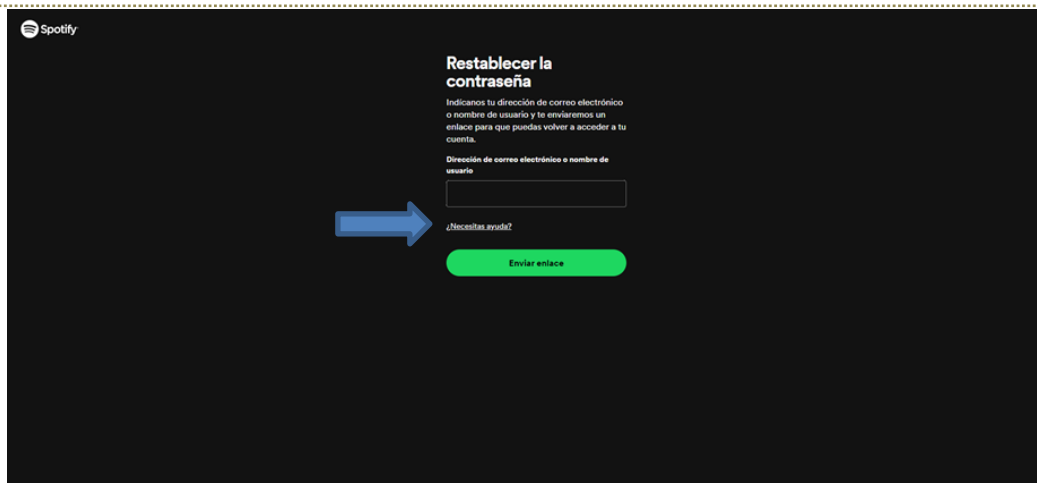 Spotify
Restablecer la
contraseña
Indícanos tu dirección de correo electrónico
o nombre de usuario y te enviaremos un
enlace para que puedas volver a acceder a tu
cuenta.
Dirección de correo electrónico o nombre de
usuario
¿Necesitas ayuda?
Enviar enlace